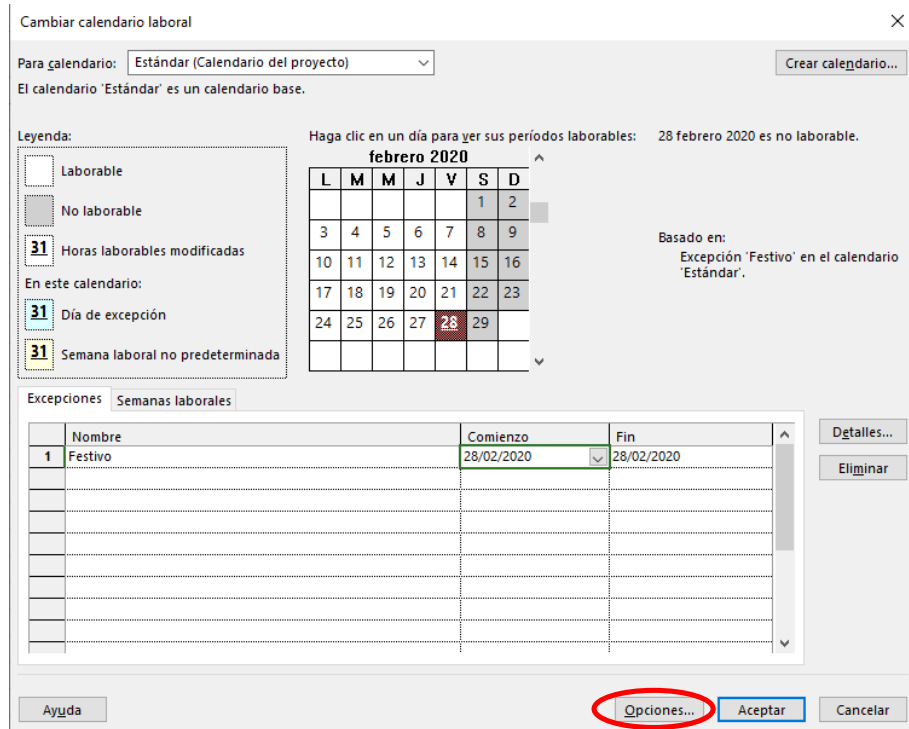 Cambiar calendario laboral
Para calendario: Estándar (Calendario del proyecto)
Crear calendario...
El calendario 'Estándar' es un calendario base.
Leyenda:
Laborable
No laborable
31 Horas laborables modificadas
En este calendario:
31 Día de excepción
31 Semana laboral no predeterminada
Haga clic en un día para ver sus períodos laborables:
febrero 2020
L M M J V S D
1 2
3 4 5 6 7 8 9
10 11 12 13 14 15 16
17 18 19 20 21 22 23
24 25 26 27 28 29
28 febrero 2020 es no laborable.
Basado en:
Excepción 'Festivo' en el calendario
'Estándar'.
Excepciones Semanas laborales
Nombre Comienzo Fin
1 Festivo 28/02/2020 28/02/2020
Detalles...
Eliminar
Ayuda Opciones... Aceptar Cancelar